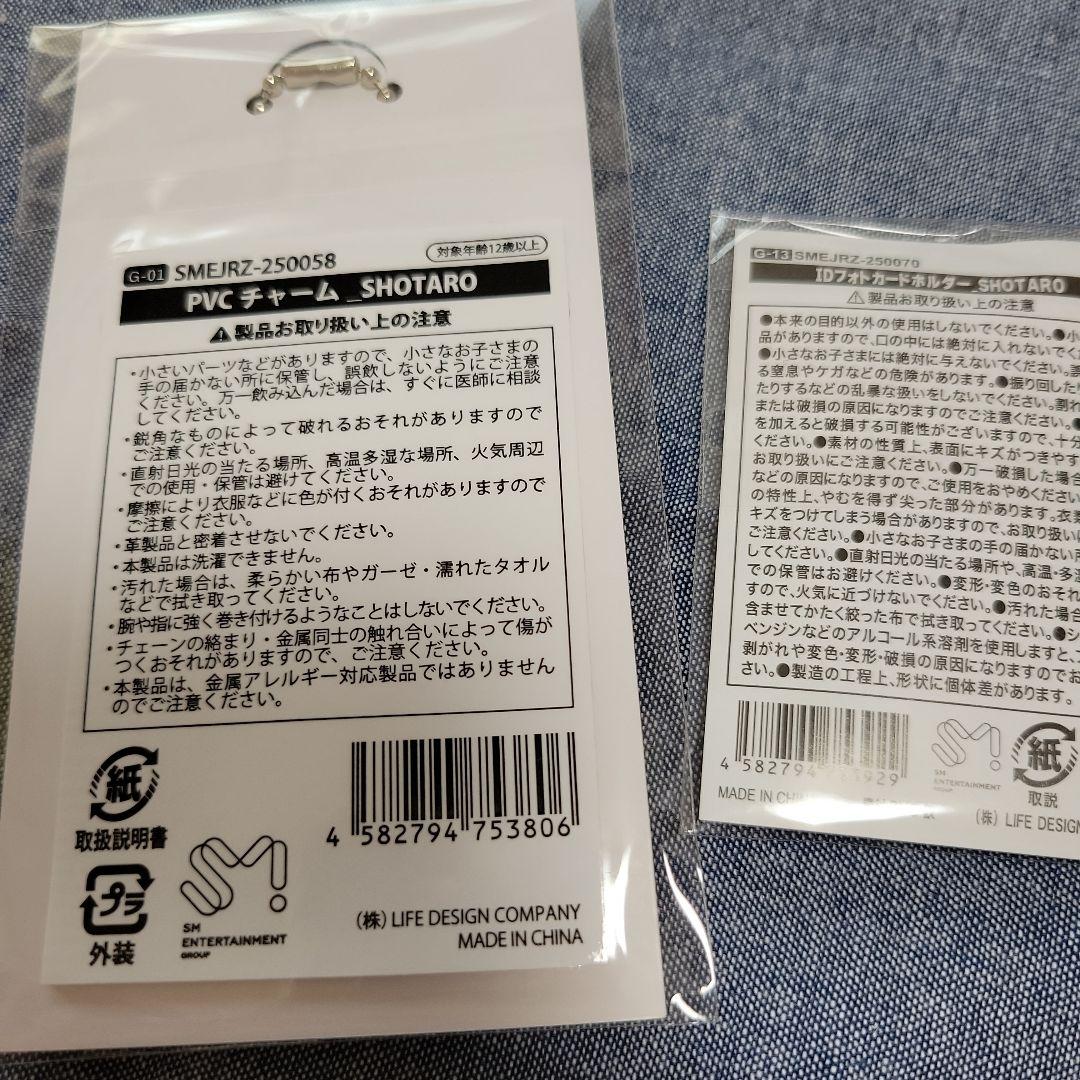 G-01 SMEJRZ-250058
対象年齢12歳以上
PVC チャーム _SHOTARO
⚠製品お取り扱い上の注意
・小さいパーツなどがありますので、小さなお子さまの
手の届かない所に保管し、誤飲しないようにご注意
ください。万一飲み込んだ場合は、すぐに医師に相談
してください。
・鋭角なものによって破れるおそれがありますので
ご注意ください。
・直射日光の当たる場所、高温多湿な場所、火気周辺
での使用・保管は避けてください。
・摩擦により衣服などに色が付くおそれがありますので
ご注意ください。
・革製品と密着させないでください。
・本製品は洗濯できません。
・汚れた場合は、柔らかい布やガーゼ・濡れたタオル
などで拭き取ってください。
・腕や指に強く巻き付けるようなことはしないでください。
・チェーンの絡まり・金属同士の触れ合いによって傷が
つくおそれがありますので、ご注意ください。
・本製品は、金属アレルギー対応製品ではありません
のでご注意ください。
紙
取扱説明書
プラ
外装
SM
ENTERTAINMENT
GROUP
4 582794 753806
(株) LIFE DESIGN COMPANY
MADE IN CHINA
G-13 SMEJRZ-250070
IDフォトカードホルダー_SHOTARO
⚠製品お取り扱い上の注意
●本来の目的以外の使用はしないでください。●小
品がありますので、口の中には絶対に入れないでく
●小さなお子さまには絶対に与えないでください。
る窒息やケガなどの危険があります。●振り回した
たりするなどの乱暴な扱いをしないでください。割れ
または破損の原因になりますのでご注意ください。
を加えると破損する可能性がございますので、十分
ください。●素材の性質上、表面にキズがつきやす
お取り扱いにご注意ください。●万一破損した場合
などの原因になりますので、ご使用をおやめください
の特性上、やむを得ず尖った部分があります。衣
キズをつけてしまう場合がありますので、お取り扱い
ご注意ください。●小さなお子さまの手の届かない
してください。●直射日光の当たる場所や、高温・多
での保管はお避けください。●変形・変色のおそれ
すので、火気に近づけないでください。●汚れた場合
含ませてかたく絞った布で拭き取ってください。●シ
ベンジンなどのアルコール系溶剤を使用しますと、
剥がれや変色・変形・破損の原因になりますのでお
さい。●製造の工程上、形状に個体差があります。
4 582794 929
SM
ENTERTAINMENT
GROUP
紙
取説
MADE IN CHI
(株) LIFE DESIGN